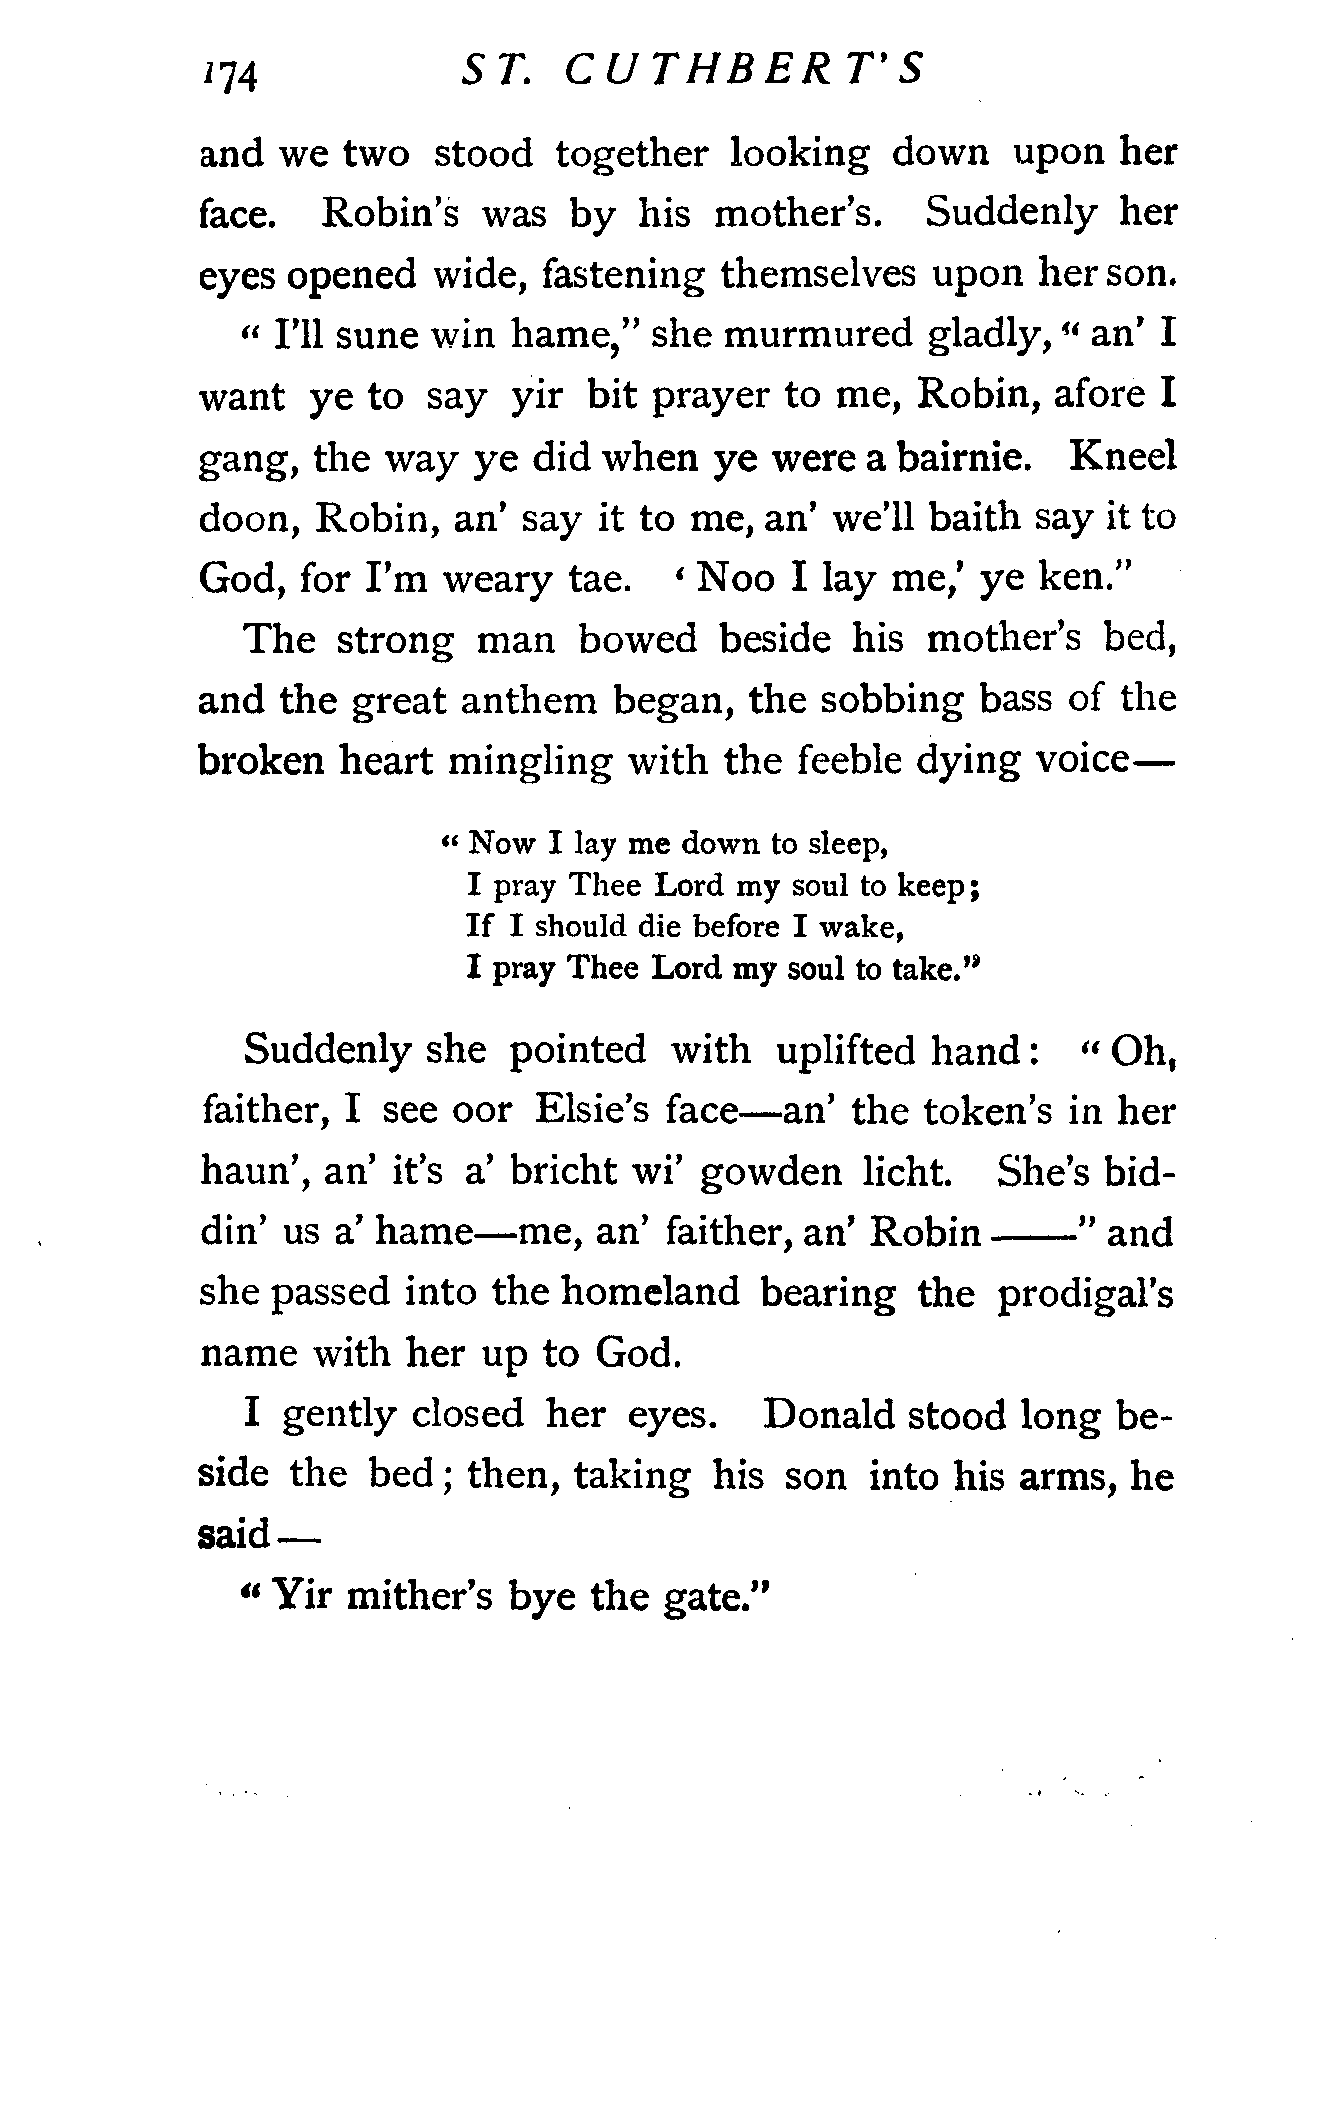 174 ST. CUTHBERT'S
and we two stood together looking down upon her
face. Robin's was by his mother's. Suddenly her
eyes opened wide, fastening themselves upon her son.
“ I'll sune win hame,” she murmured gladly, “ an' I
want ye to say yir bit prayer to me, Robin, afore I
gang, the way ye did when ye were a bairnie. Kneel
doon, Robin, an' say it to me, an' we'll baith say it to
God, for I'm weary tae. ‘ Noo I lay me,’ ye ken.”
The strong man bowed beside his mother's bed,
and the great anthem began, the sobbing bass of the
broken heart mingling with the feeble dying voice—
“ Now I lay me down to sleep,
I pray Thee Lord my soul to keep;
If I should die before I wake,
I pray Thee Lord my soul to take.”
Suddenly she pointed with uplifted hand: “ Oh,
faither, I see oor Elsie's face—an' the token's in her
haun', an' it's a' bricht wi' gowden licht. She's bid-
din' us a' hame—me, an' faither, an' Robin ——” and
she passed into the homeland bearing the prodigal's
name with her up to God.
I gently closed her eyes. Donald stood long be-
side the bed; then, taking his son into his arms, he
said—
“ Yir mither's bye the gate.”